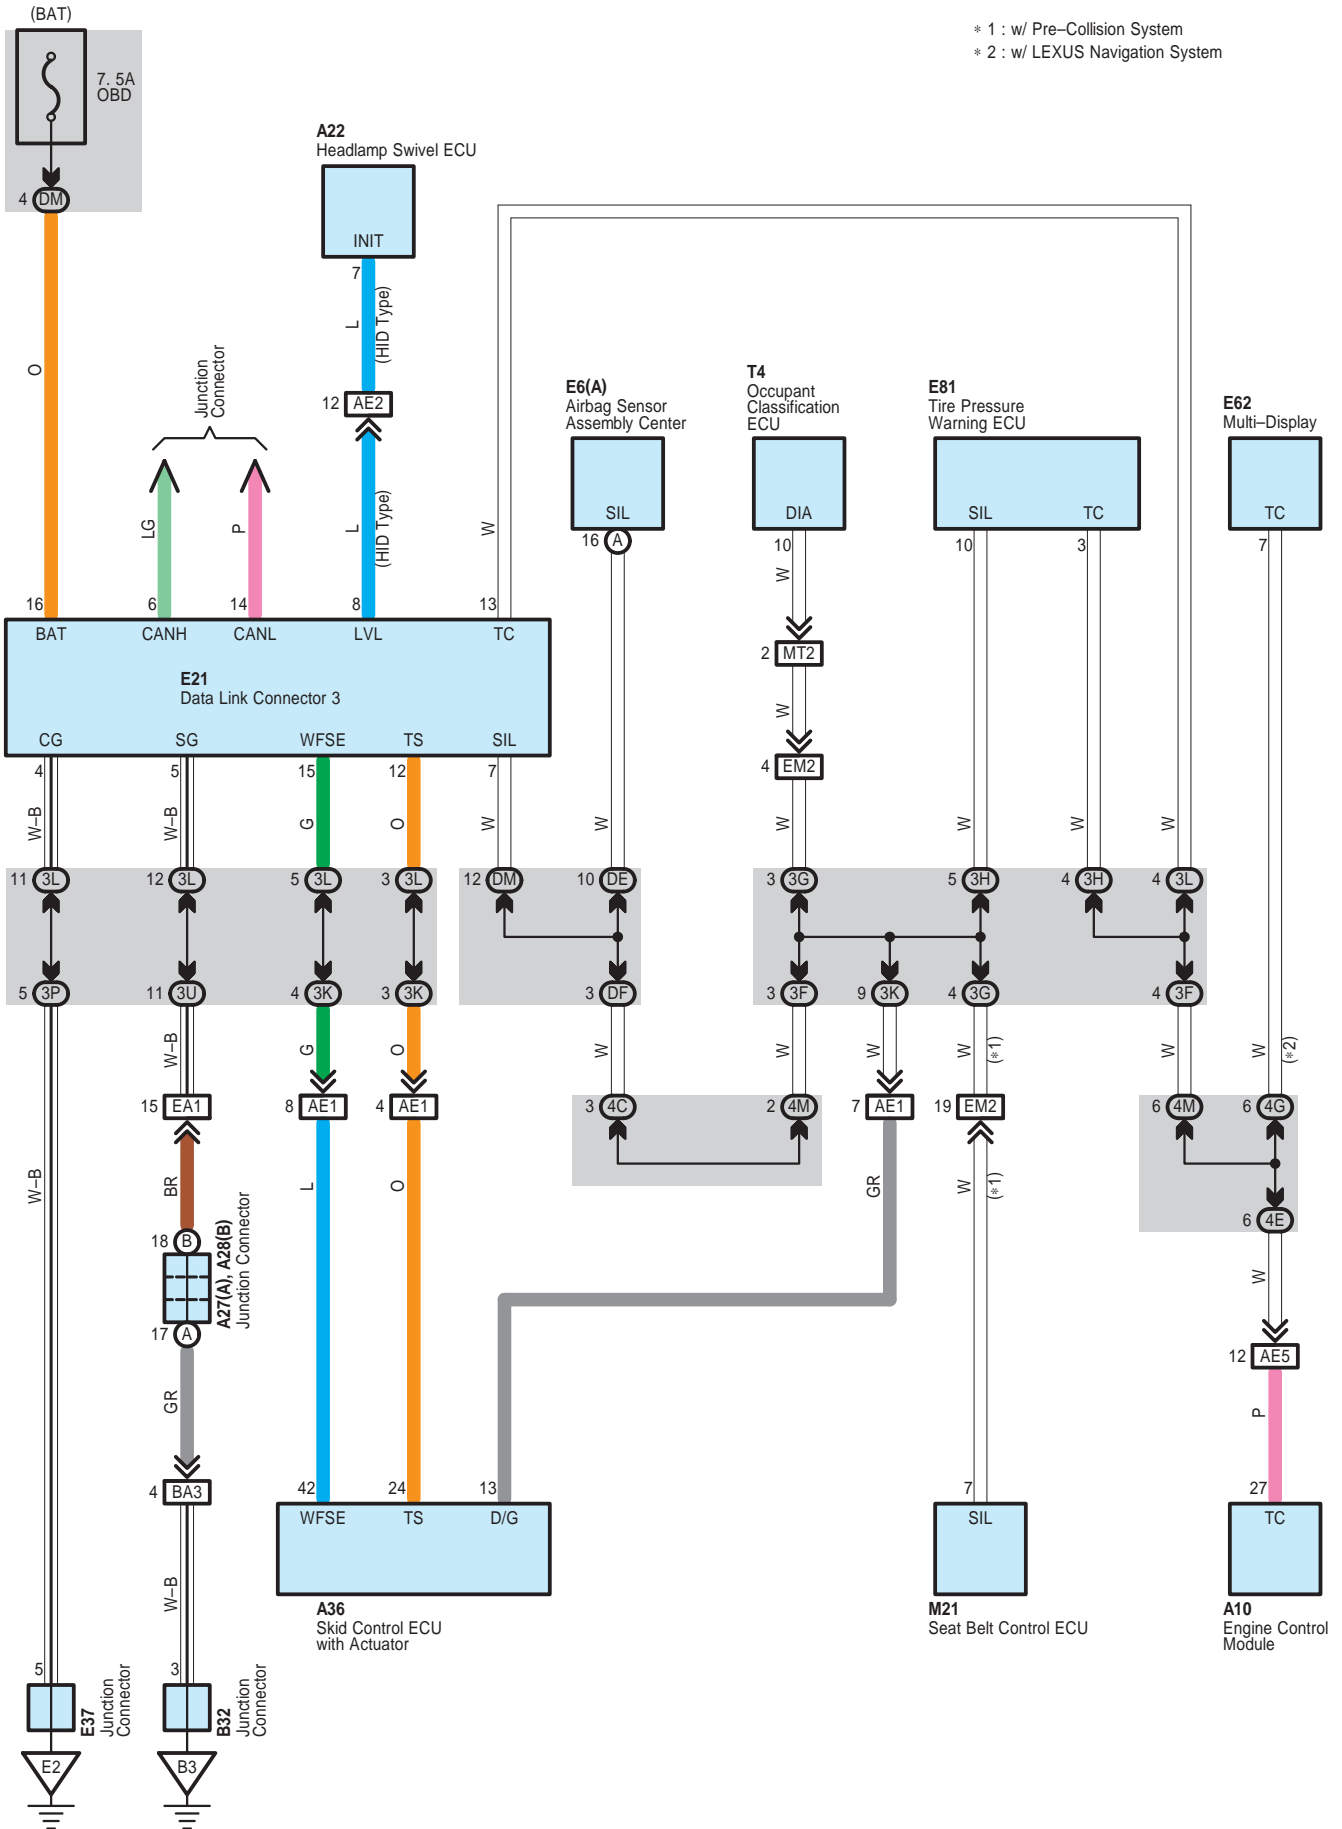 (BAT)
∗ 1 : w/ Pre–Collision System
∗ 2 : w/ LEXUS Navigation System
7. 5A
OBD
4 DM
A22
Headlamp Swivel ECU
INIT
7
L
(HID Type)
12 AE2
L
(HID Type)
O
Junction
Connector
LG
P
W
E6(A)
Airbag Sensor
Assembly Center
SIL
16 A
T4
Occupant
Classification
ECU
DIA
10
W
2 MT2
W
4 EM2
W
E81
Tire Pressure
Warning ECU
SIL TC
10 3
E62
Multi–Display
TC
7
16 6 14 8 13
BAT CANH CANL LVL TC
E21
Data Link Connector 3
CG SG WFSE TS SIL
4 5 15 12 7
W–B W–B G O W W W W W
11 3L 12 3L 5 3L 3 3L 12 DM 10 DE 3 3G 5 3H 4 3H 4 3L
5 3P 11 3U 4 3K 3 3K 3 DF 3 3F 9 3K 4 3G 4 3F
W–B G O W W W W (∗1) W W (∗2)
15 EA1 8 AE1 4 AE1 3 4C 2 4M 7 AE1 19 EM2 6 4M 6 4G
W–B BR L O GR W (∗1)
6 4E
18 B
A27(A), A28(B)
Junction Connector
17 A
W
12 AE5
GR
P
4 BA3
42 24 13 7 27
WFSE TS D/G SIL TC
W–B
A36
Skid Control ECU
with Actuator
M21
Seat Belt Control ECU
A10
Engine Control
Module
5 3
E37
Junction
Connector
B32
Junction
Connector
E2 B3